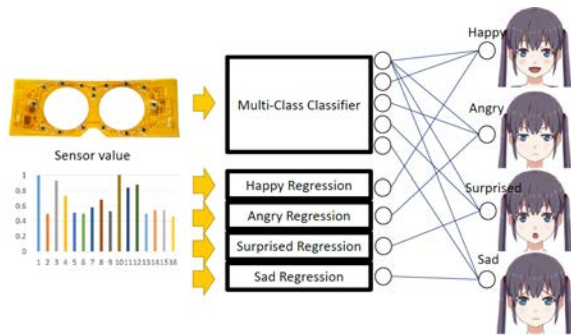 Happy
Multi-Class Classifier
Angry
Sensor value
1
0.8
0.6
0.4
0.2
0
1 2 3 4 5 6 7 8 9 10 11 12 13 14 15 16
Happy Regression
Angry Regression
Surprised Regression
Sad Regression
Surprised
Sad